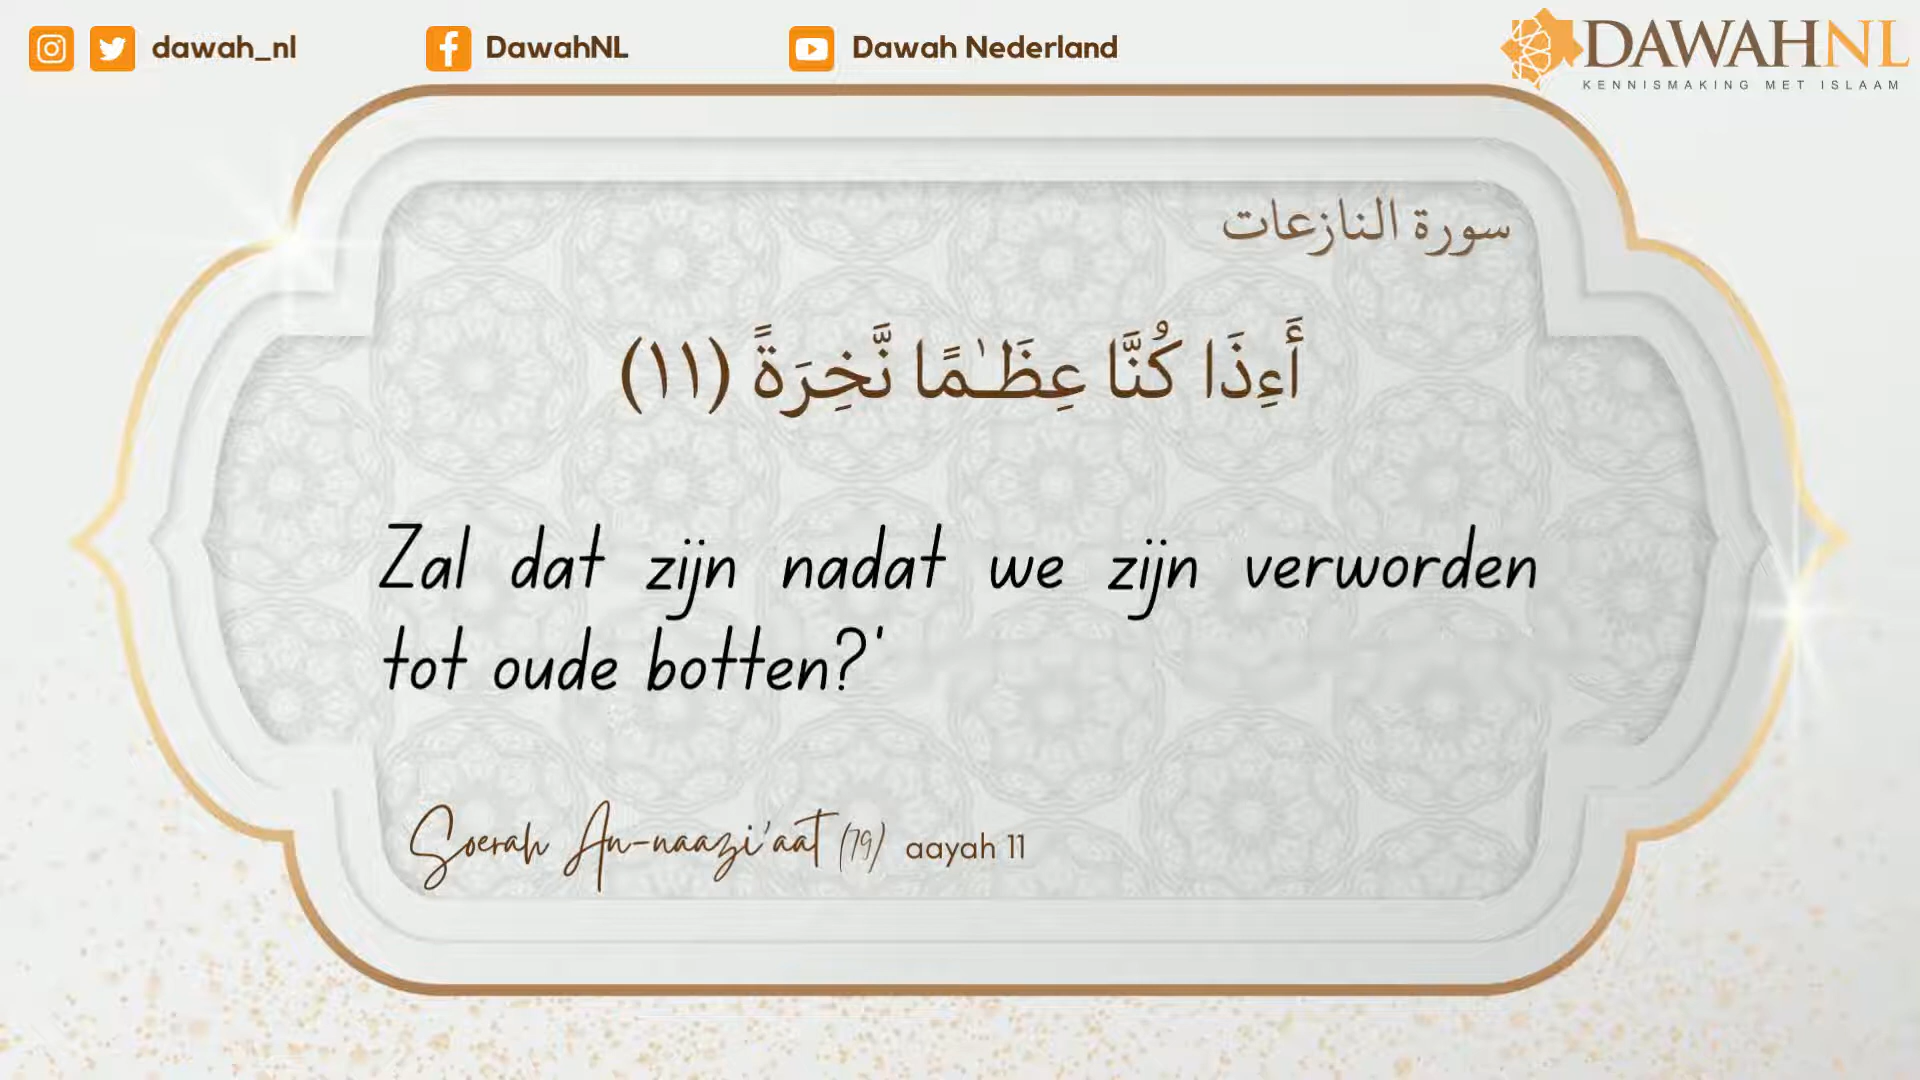 dawah_nl
DawahNL
Dawah Nederland
DAWAHNL
KENNISMAKING MET ISLAAM
سورة النازعات
أَءِذَا كُنَّا عِظَـٰمًا نَّخِرَةً (١١)
Zal dat zijn nadat we zijn verworden
tot oude botten?'
Soerah An-naazi'aat (79) aayah 11